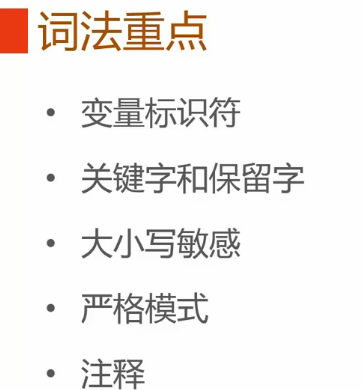 词法重点
• 变量标识符
• 关键字和保留字
• 大小写敏感
• 严格模式
• 注释